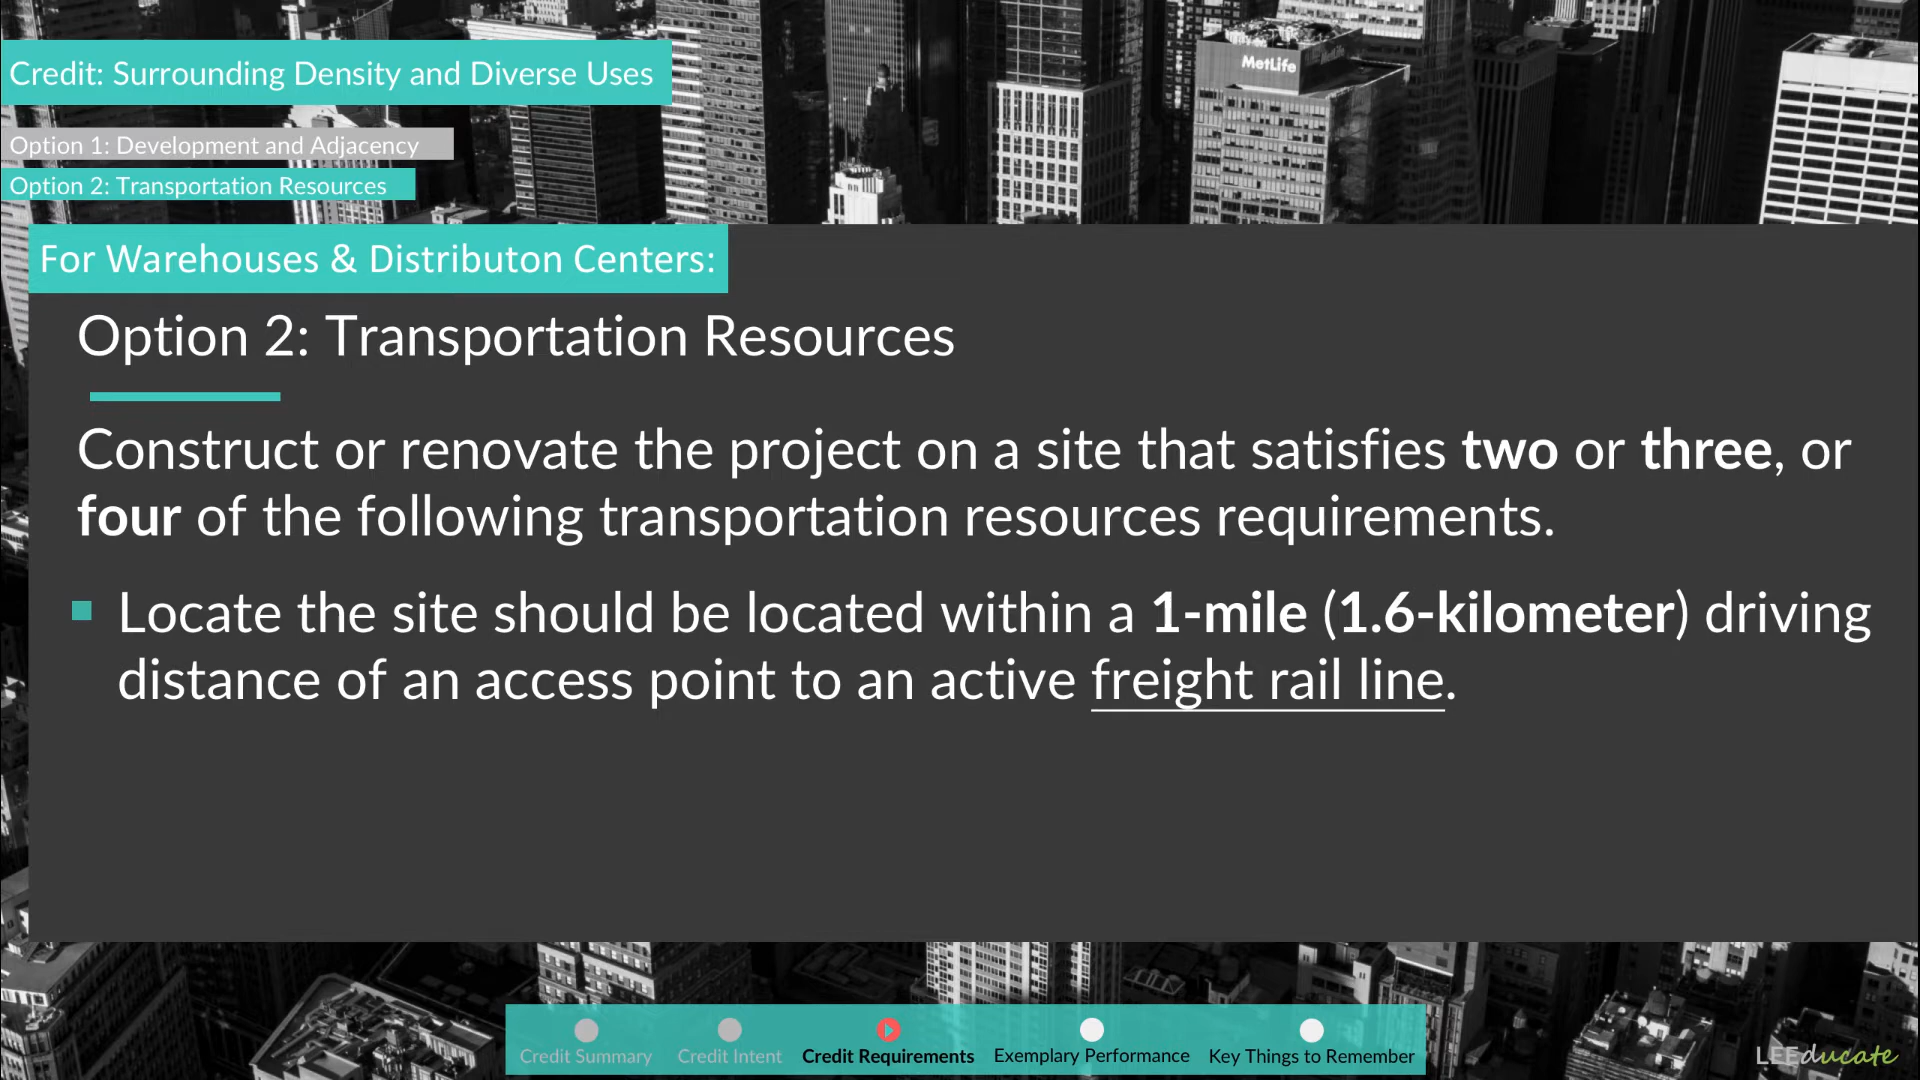 Credit: Surrounding Density and Diverse Uses
MetLife
Option 1: Development and Adjacency
Option 2: Transportation Resources
For Warehouses & Distributon Centers:
Option 2: Transportation Resources
Construct or renovate the project on a site that satisfies two or three, or
four of the following transportation resources requirements.
Locate the site should be located within a 1-mile (1.6-kilometer) driving
distance of an access point to an active freight rail line.
Credit Summary
Credit Intent
Credit Requirements
Exemplary Performance
Key Things to Remember
LEEducate